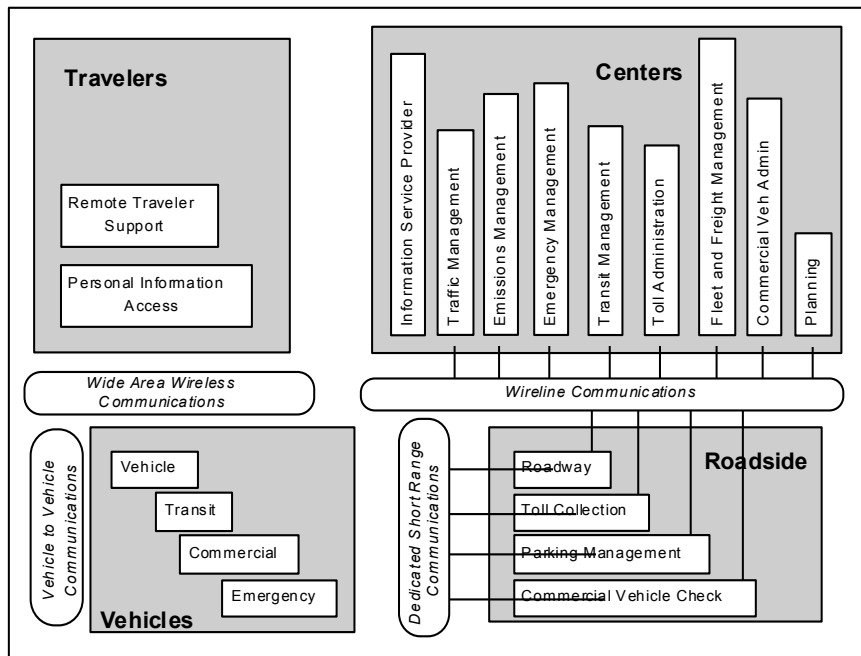 Travelers
Remote Traveler
Support
Personal Information
Access
Centers
Information Service Provider
Traffic Management
Emissions Management
Emergency Management
Transit Management
Toll Administration
Fleet and Freight Management
Commercial Veh Admin
Planning
Wide Area Wireless
Communications
Wireline Communications
Vehicle to Vehicle
Communications
Vehicle
Transit
Commercial
Emergency
Vehicles
Dedicated Short Range
Communications
Roadside
Roadway
Toll Collection
Parking Management
Commercial Vehicle Check